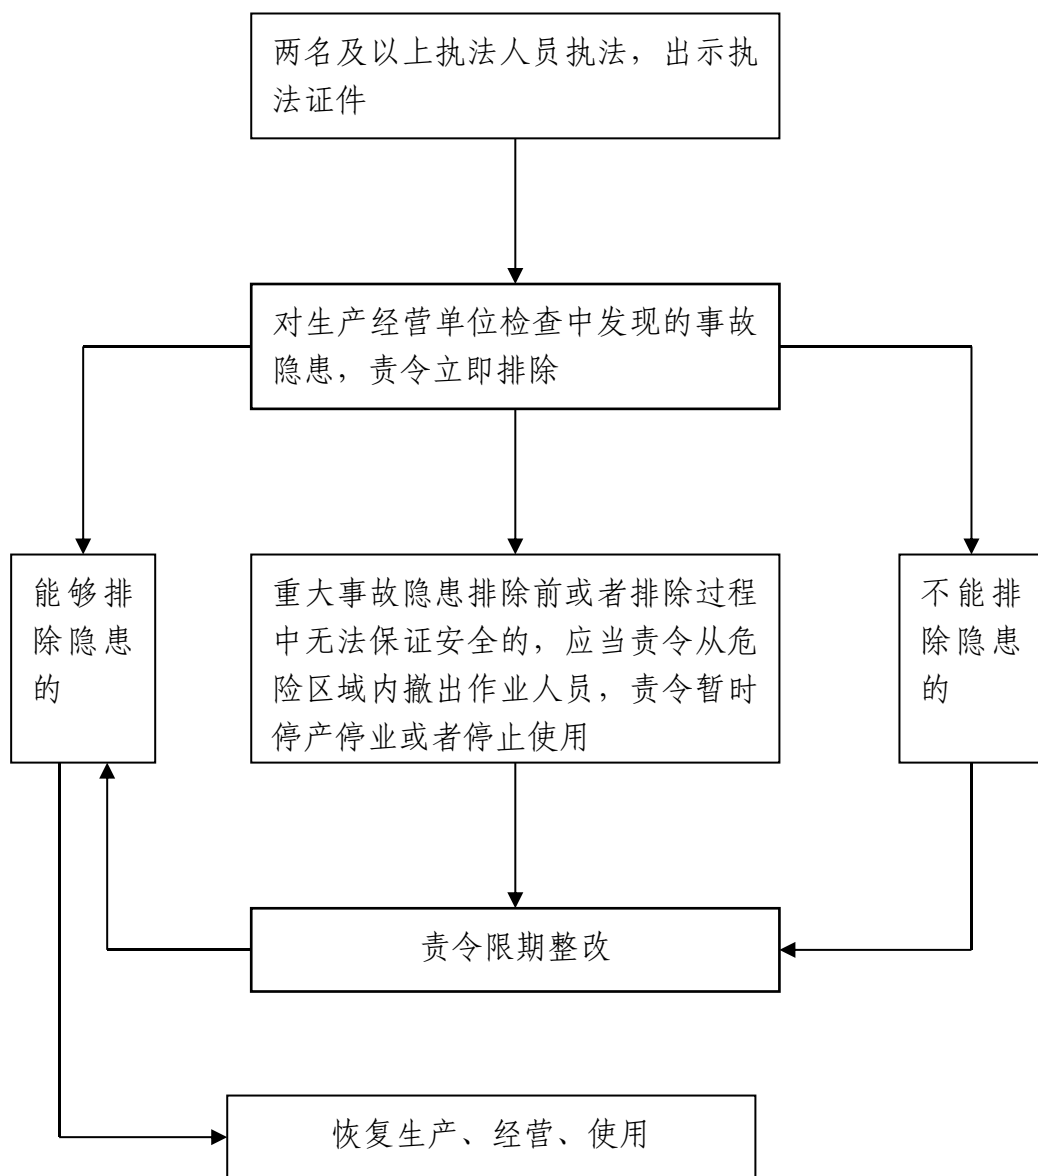 两名及以上执法人员执法，出示执
法证件
对生产经营单位检查中发现的事故
隐患，责令立即排除
能够排
除隐患
的
重大事故隐患排除前或者排除过程
中无法保证安全的，应当责令从危
险区域内撤出作业人员，责令暂时
停产停业或者停止使用
不能排
除隐患
的
责令限期整改
恢复生产、经营、使用